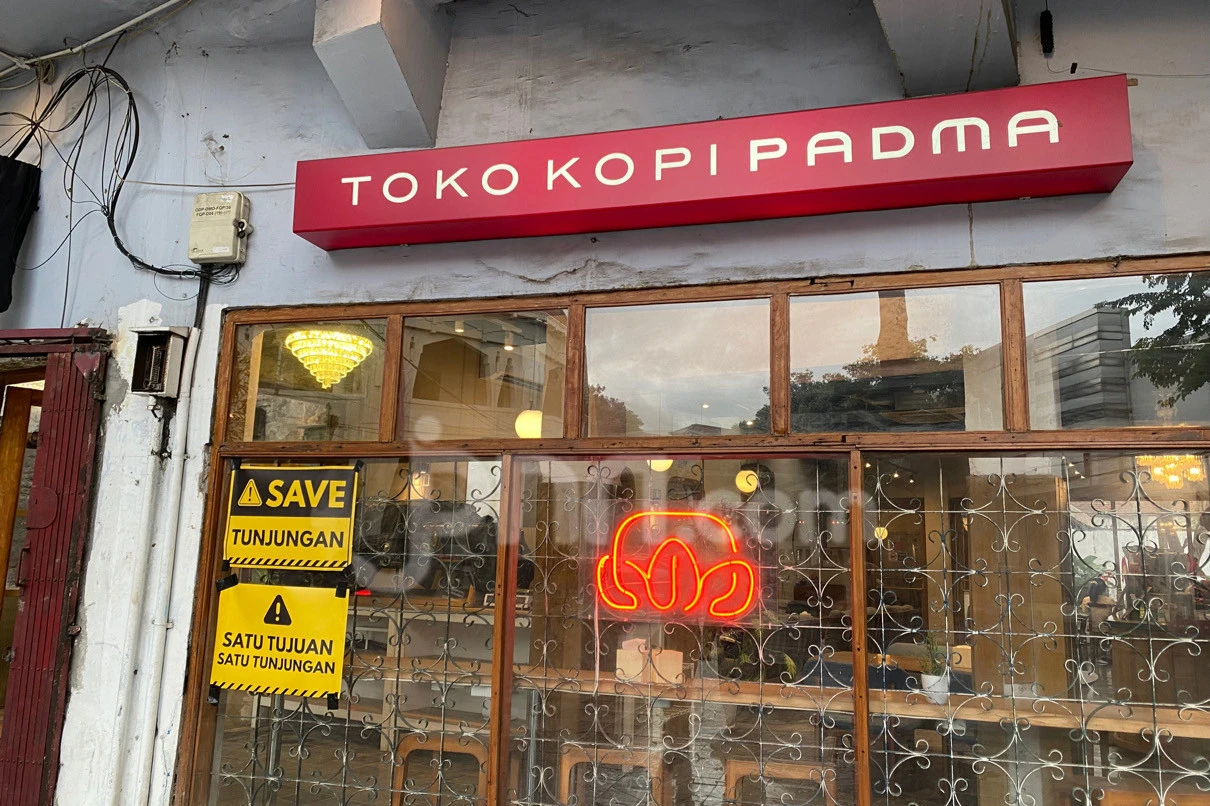 TOKO KOPI PADMA
SAVE
TUNJUNGAN
SATU TUJUAN
SATU TUNJUNGAN